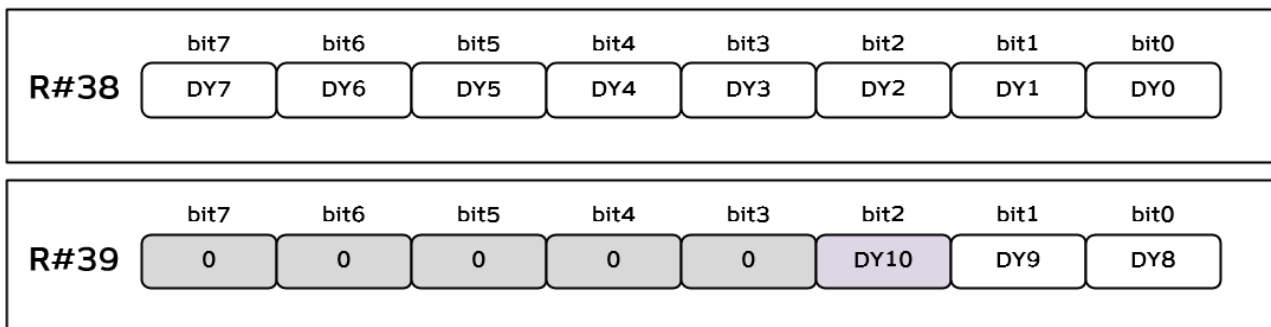 bit7 bit6 bit5 bit4 bit3 bit2 bit1 bit0
R#38 DY7 DY6 DY5 DY4 DY3 DY2 DY1 DY0
bit7 bit6 bit5 bit4 bit3 bit2 bit1 bit0
R#39 0 0 0 0 0 DY10 DY9 DY8